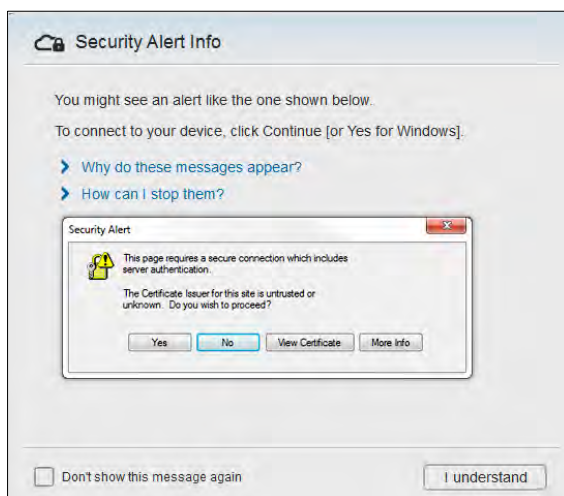 Security Alert Info
You might see an alert like the one shown below.
To connect to your device, click Continue [or Yes for Windows].
Why do these messages appear?
How can I stop them?
Security Alert
This page requires a secure connection which includes
server authentication.
The Certificate Issuer for this site is untrusted or
unknown. Do you wish to proceed?
Yes No View Certificate More Info
Don't show this message again I understand